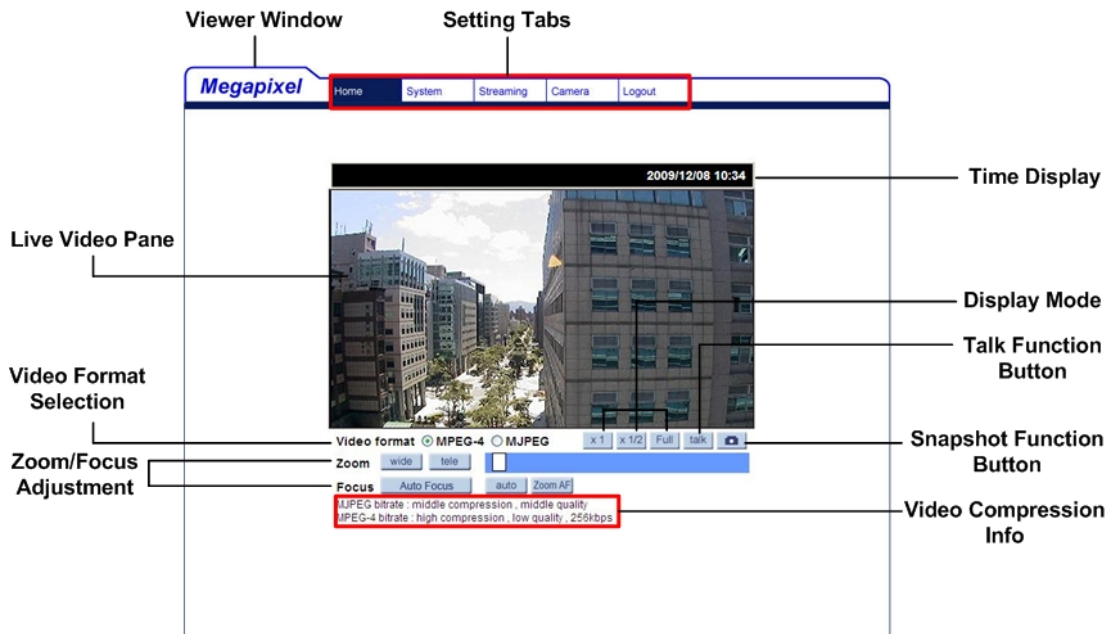 Viewer Window
Setting Tabs
Megapixel
Home System Streaming Camera Logout
2009/12/08 10:34
Time Display
Live Video Pane
Display Mode
Talk Function
Button
Video Format
Selection
Video format MPEG-4 MJPEG x 1 x 1/2 Full talk
Snapshot Function
Button
Zoom/Focus
Adjustment
Zoom wide tele
Focus Auto Focus auto Zoom AF
MJPEG bitrate : middle compression , middle quality
MPEG-4 bitrate : high compression , low quality , 256kbps
Video Compression
Info